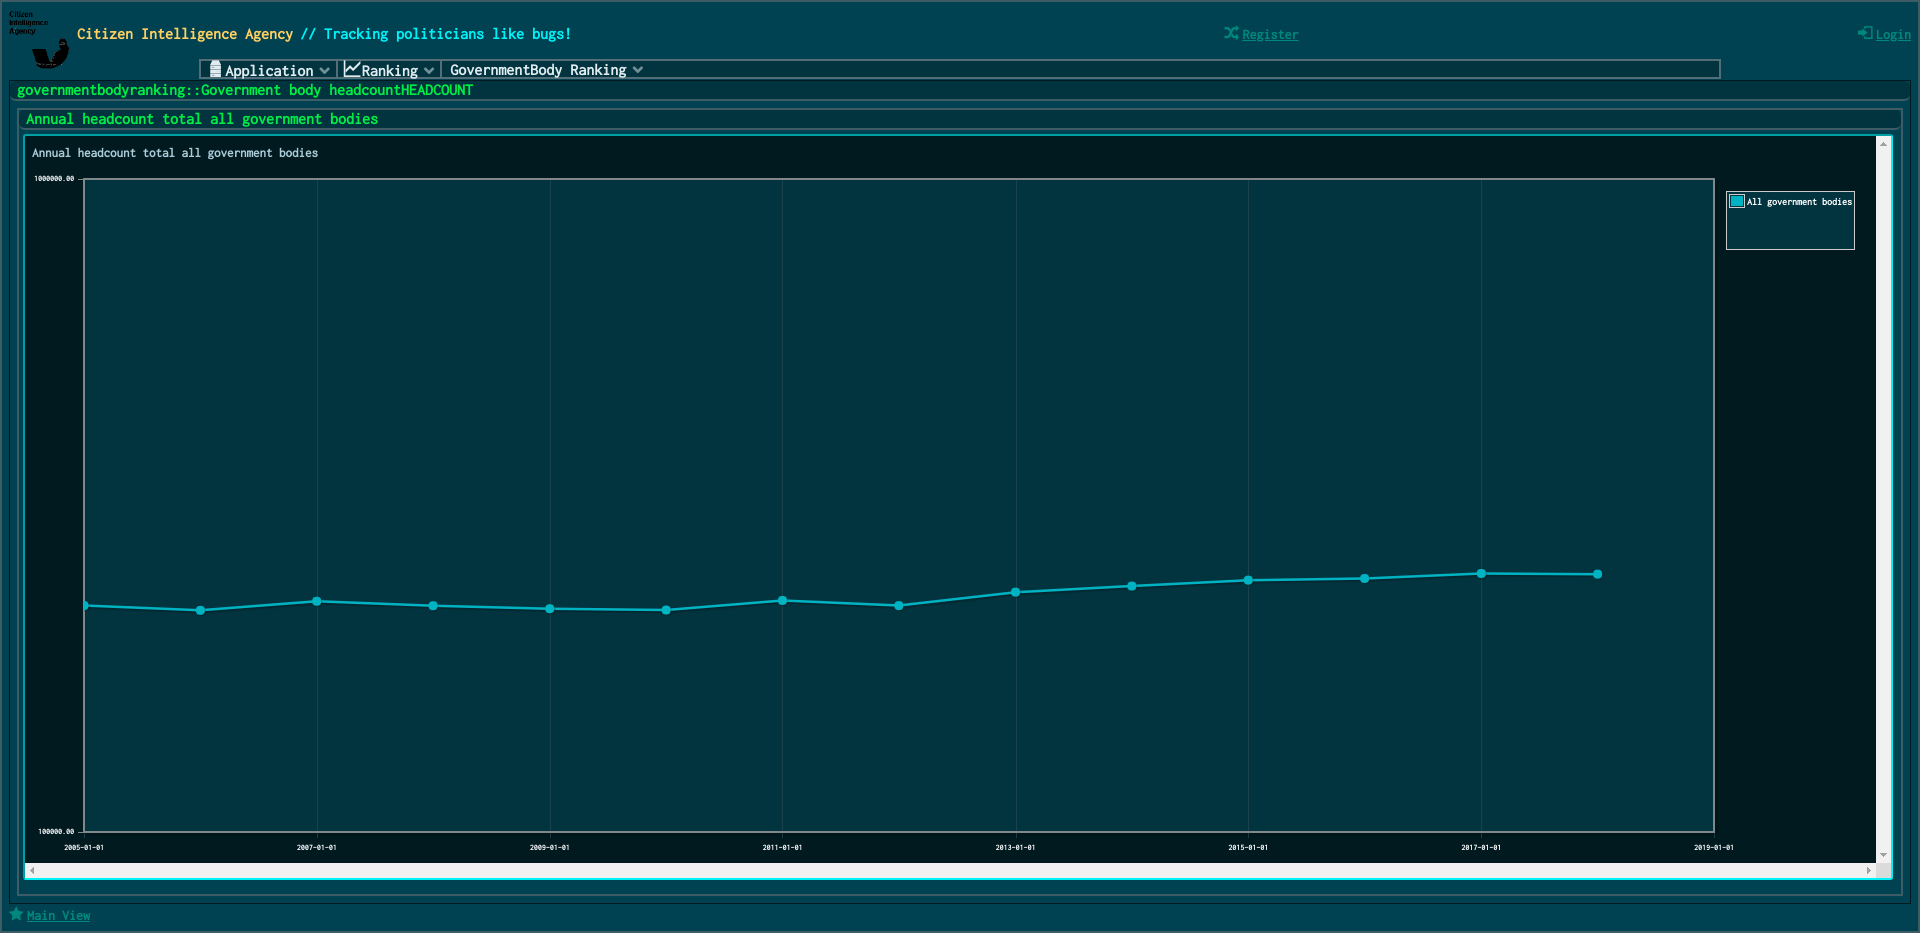 Citizen
Intelligence
Agency
Citizen Intelligence Agency // Tracking politicians like bugs!
Register
Login
Application
Ranking
GovernmentBody Ranking
governmentbodyranking::Government body headcountHEADCOUNT
Annual headcount total all government bodies
Annual headcount total all government bodies
1000000.00
All government bodies
100000.00
2005-01-01 2007-01-01 2009-01-01 2011-01-01 2013-01-01 2015-01-01 2017-01-01 2019-01-01
Main View